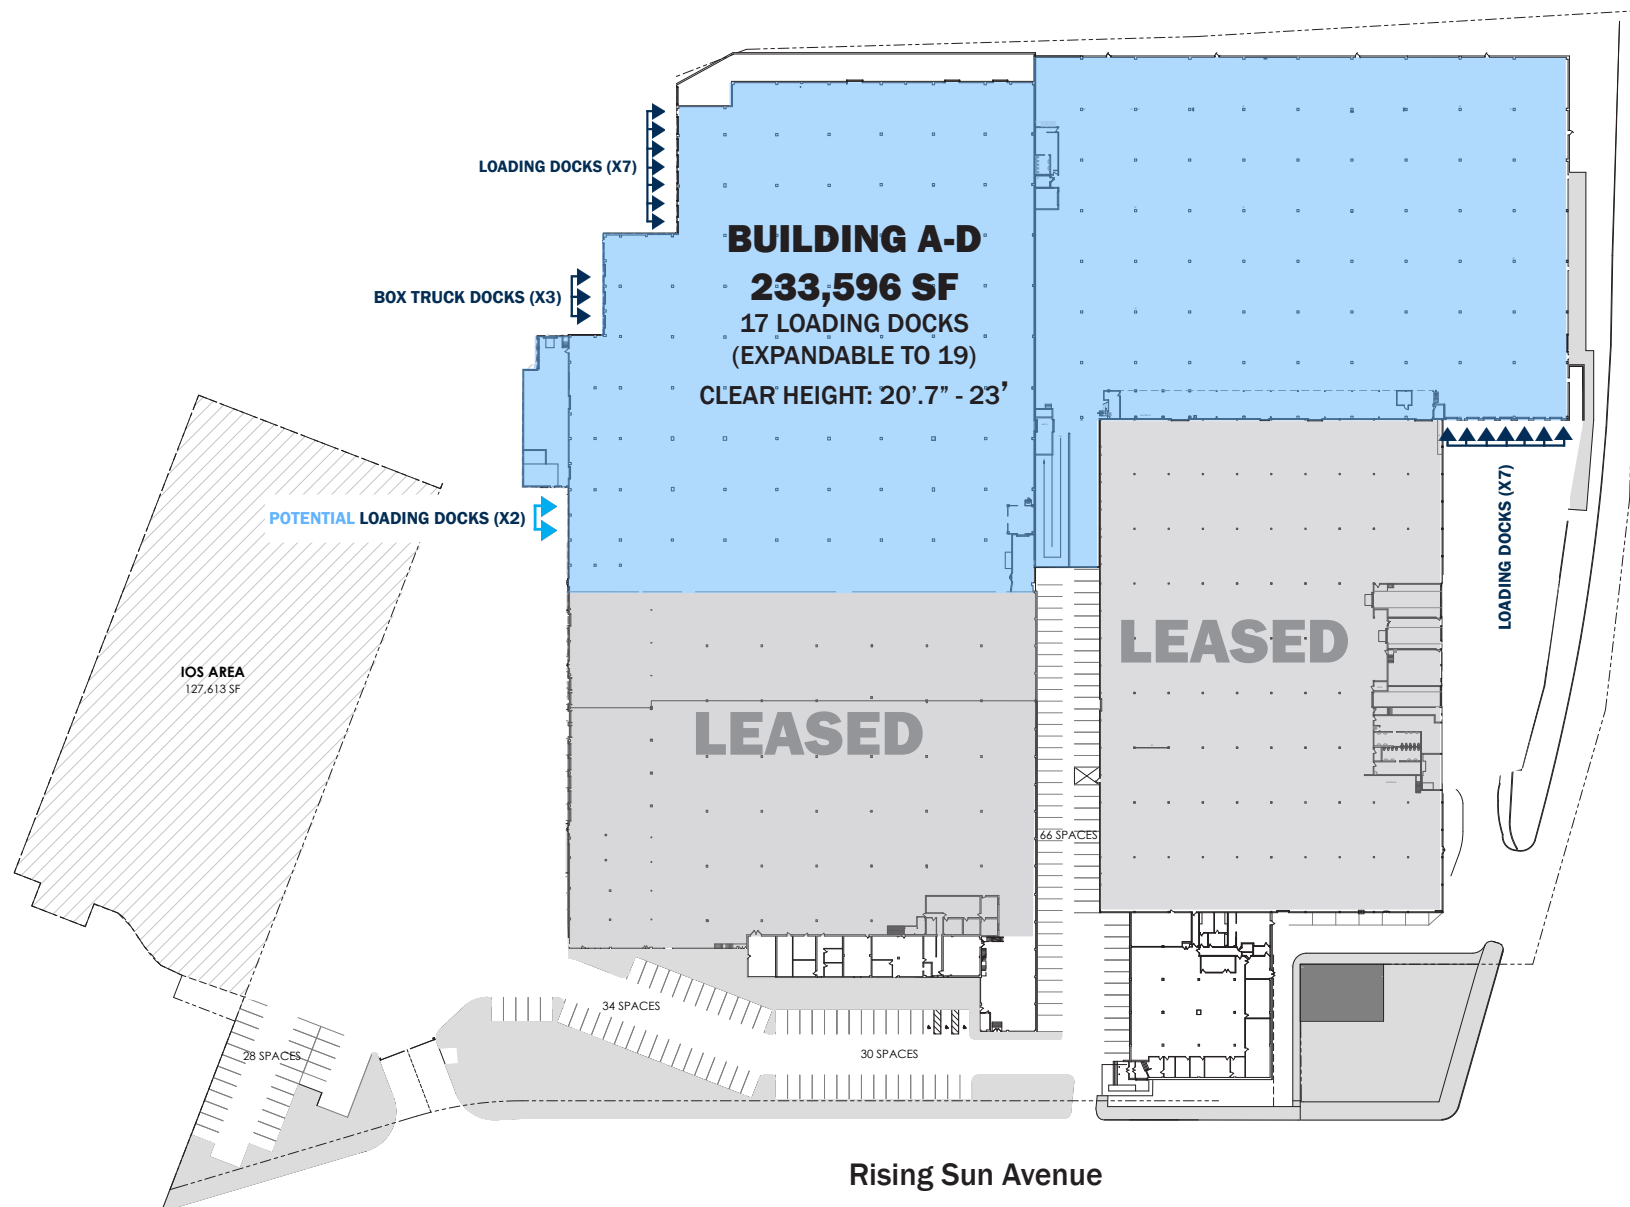 LOADING DOCKS (X7)
BUILDING A-D
233,596 SF
17 LOADING DOCKS
(EXPANDABLE TO 19)
CLEAR HEIGHT: 20’.7” - 23’
BOX TRUCK DOCKS (X3)
POTENTIAL LOADING DOCKS (X2)
LOADING DOCKS (X7)
LEASED
LEASED
IOS AREA
127,613 SF
66 SPACES
34 SPACES
30 SPACES
28 SPACES
Rising Sun Avenue